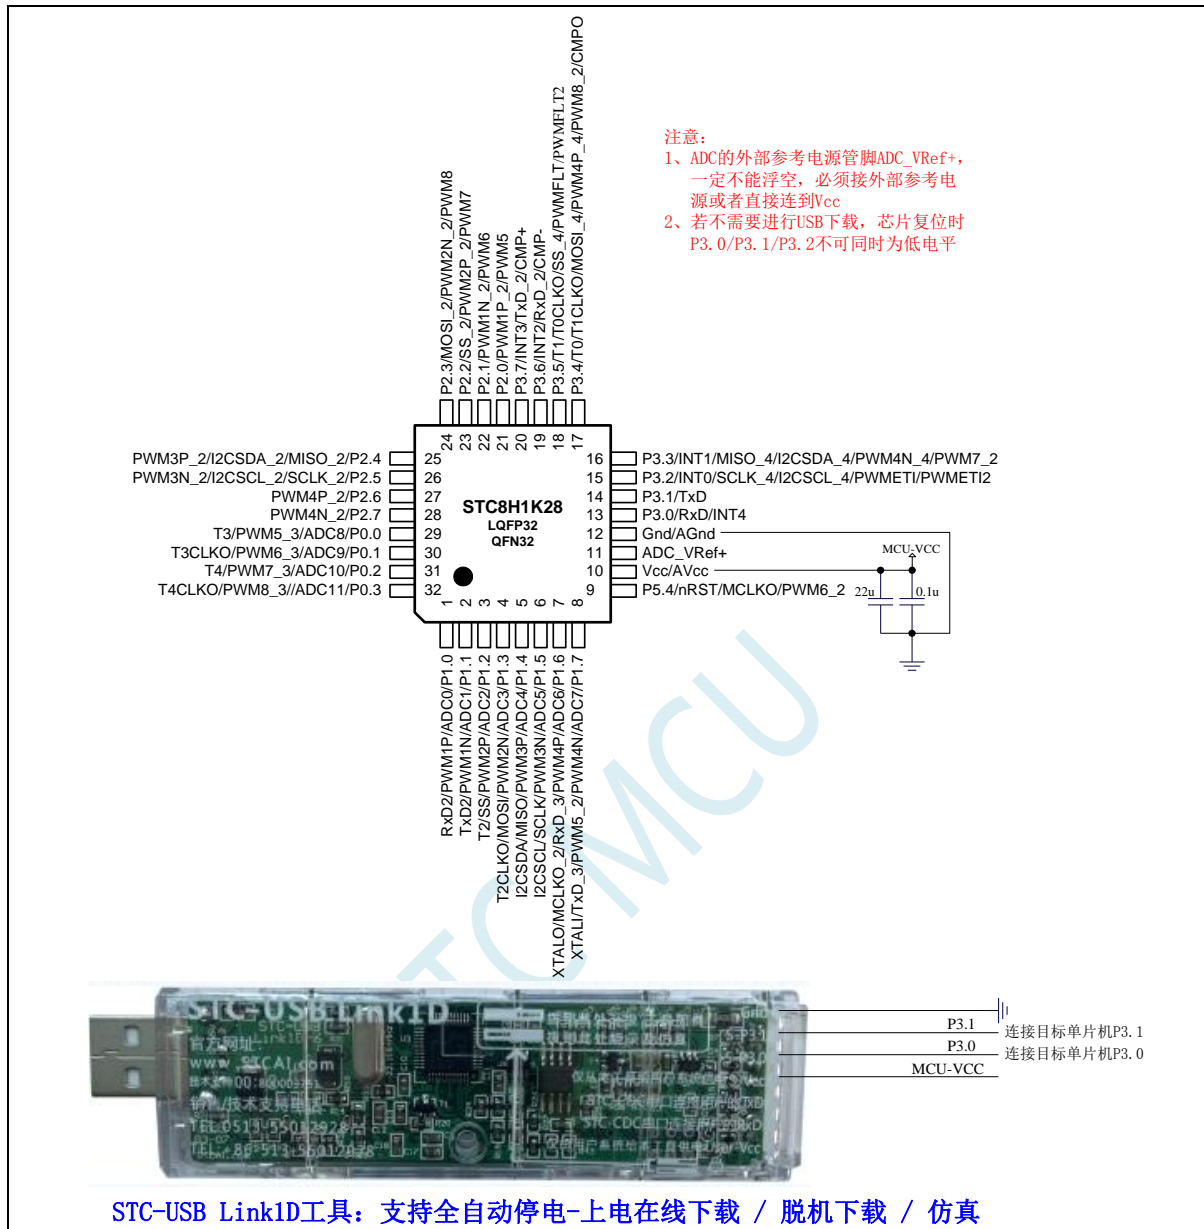 注意:
1、ADC的外部参考电源管脚ADC_VRef+,
一定不能浮空, 必须接外部参考电
源或者直接连到Vcc
2、若不需要进行USB下载, 芯片复位时
P3.0/P3.1/P3.2不可同时为低电平
P2.3/MOSI_2/PWM2N_2/PWM8
P2.2/SS_2/PWM2P_2/PWM7
P2.1/PWM1N_2/PWM6
P2.0/PWM1P_2/PWM5
P3.7/INT3/TxD_2/CMP+
P3.6/INT2/RxD_2/CMP-
P3.5/T1/T0CLKO/SS_4/PWMFLT/PWMFLT2
P3.4/T0/T1CLKO/MOSI_4/PWM4P_4/PWM8_2/CMPO
24 23 22 21 20 19 18 17
PWM3P_2/I2CSDA_2/MISO_2/P2.4 25
PWM3N_2/I2CSCL_2/SCLK_2/P2.5 26
PWM4P_2/P2.6 27
PWM4N_2/P2.7 28
T3/PWM5_3/ADC8/P0.0 29
T3CLKO/PWM6_3/ADC9/P0.1 30
T4/PWM7_3/ADC10/P0.2 31
T4CLKO/PWM8_3//ADC11/P0.3 32
STC8H1K28
LQFP32
QFN32
16 P3.3/INT1/MISO_4/I2CSDA_4/PWM4N_4/PWM7_2
15 P3.2/INT0/SCLK_4/I2CSCL_4/PWMETI/PWMETI2
14 P3.1/TxD
13 P3.0/RxD/INT4
12 Gnd/AGnd
11 ADC_VRef+
10 Vcc/AVcc
9 P5.4/nRST/MCLKO/PWM6_2
MCU-VCC
22u
0.1u
1 2 3 4 5 6 7 8
RxD2/PWM1P/ADC0/P1.0
TxD2/PWM1N/ADC1/P1.1
T2/SS/PWM2P/ADC2/P1.2
T2CLKO/MOSI/PWM2N/ADC3/P1.3
I2CSDA/MISO/PWM3P/ADC4/P1.4
I2CSCL/SCLK/PWM3N/ADC5/P1.5
XTALO/MCLKO_2/RxD_3/PWM4P/ADC6/P1.6
XTALI/TxD_3/PWM5_2/PWM4N/ADC7/P1.7
STC MCU
STC-USB Link1D
官方网址
www.STCAI.com
TEL:0513-55012928
P3.1
连接目标单片机P3.1
P3.0
连接目标单片机P3.0
MCU-VCC
STC-USB Link1D工具: 支持全自动停电-上电在线下载 / 脱机下载 / 仿真